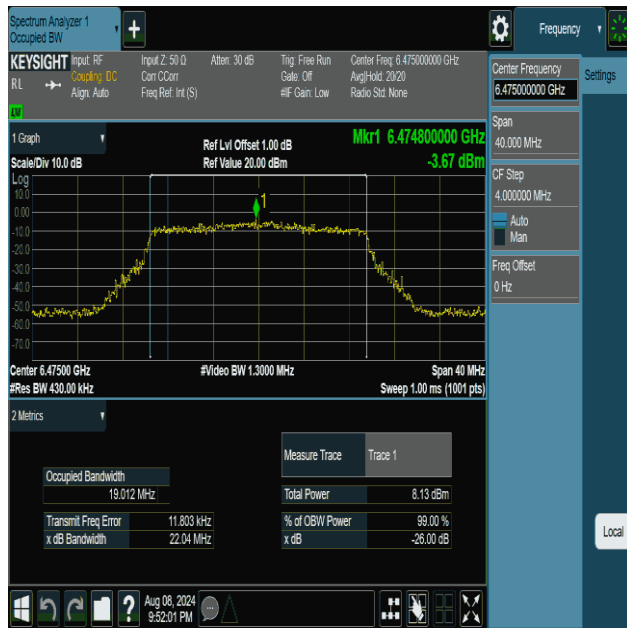 Spectrum Analyzer 1
Occupied BW
Frequency
KEYSIGHT
RL
Input: RF
Coupling: DC
Align: Auto
Input Z: 50 Ω
Corr CCorr
Freq Ref: Int (S)
Atten: 30 dB
Trig: Free Run
Gate: Off
#IF Gain: Low
Center Freq: 6.475000000 GHz
Avg|Hold: 20/20
Radio Std: None
Center Frequency
6.475000000 GHz
Settings
Span
40.000 MHz
CF Step
4.000000 MHz
Auto
Man
Freq Offset
0 Hz
Local
1 Graph
Scale/Div 10.0 dB
Ref Lvl Offset 1.00 dB
Ref Value 20.00 dBm
Mkr1 6.474800000 GHz
-3.67 dBm
Log
10.0
0.00
-10.0
-20.0
-30.0
-40.0
-50.0
-60.0
-70.0
1
Center 6.47500 GHz
#Video BW 1.3000 MHz
Span 40 MHz
#Res BW 430.00 kHz
Sweep 1.00 ms (1001 pts)
2 Metrics
Measure Trace
Trace 1
Occupied Bandwidth
19.012 MHz
Total Power
8.13 dBm
Transmit Freq Error
11.803 kHz
% of OBW Power
99.00 %
x dB Bandwidth
22.04 MHz
x dB
-26.00 dB
Aug 08, 2024
9:52:01 PM